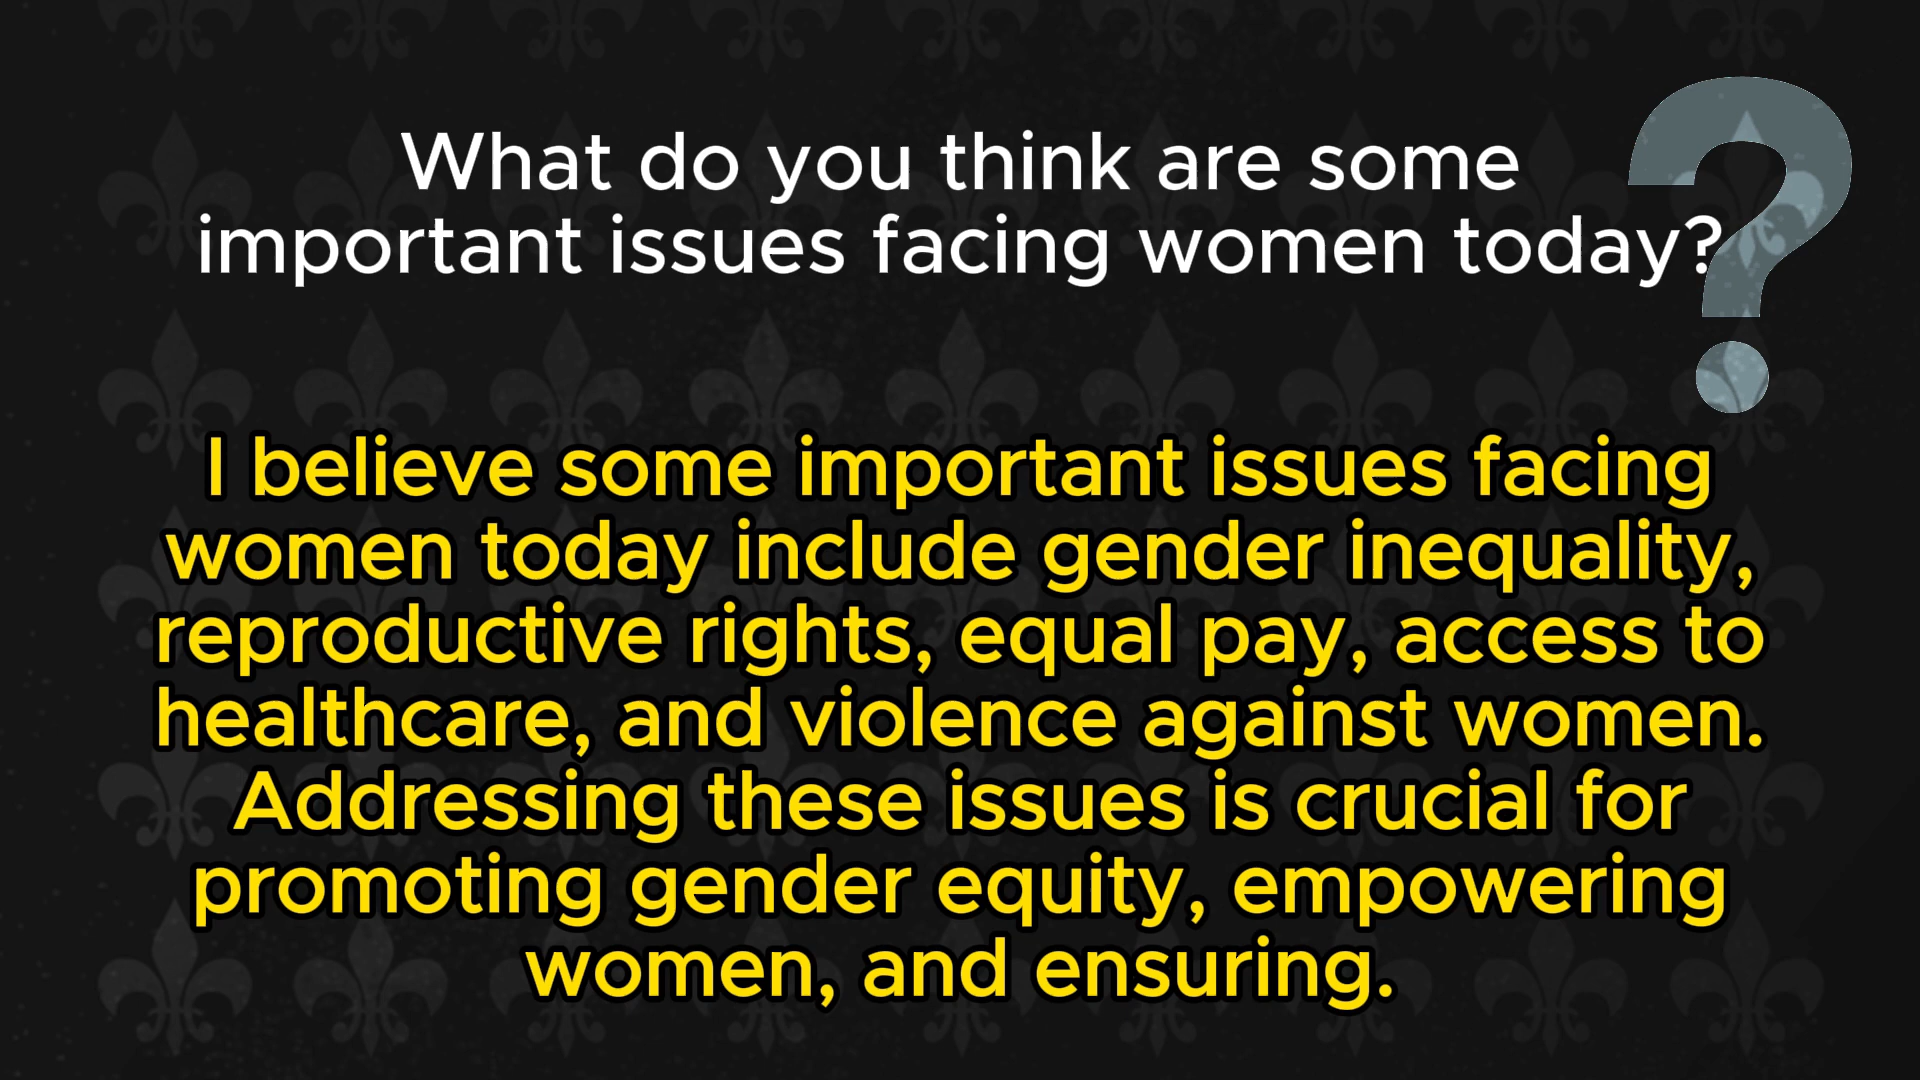 What do you think are some
important issues facing women today?
?
I believe some important issues facing
women today include gender inequality,
reproductive rights, equal pay, access to
healthcare, and violence against women.
Addressing these issues is crucial for
promoting gender equity, empowering
women, and ensuring.